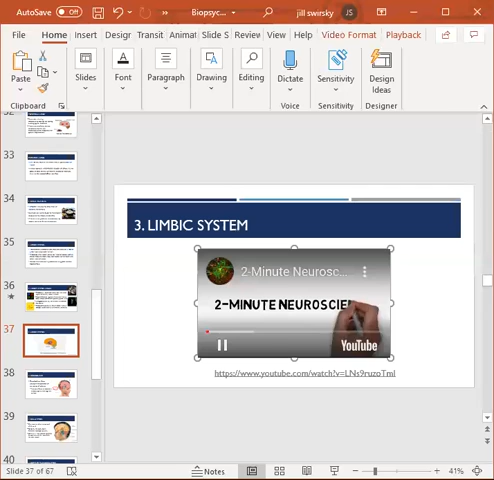 AutoSave Off Biopsyc... jill swirsky JS
File Home Insert Design Transit Animati Slide S Review View Help Video Format Playback
Paste
Slides
Font
Paragraph
Drawing
Editing
Dictate
Sensitivity
Design
Ideas
Clipboard
Voice
Sensitivity
Designer
32
33
34
35
36
37
38
39
40
3. LIMBIC SYSTEM
2-Minute Neurosc...
2-MINUTE NEUROSCIE
YouTube
https://www.youtube.com/watch?v=LNs9ruzoTmI
Slide 37 of 67
Notes
41%